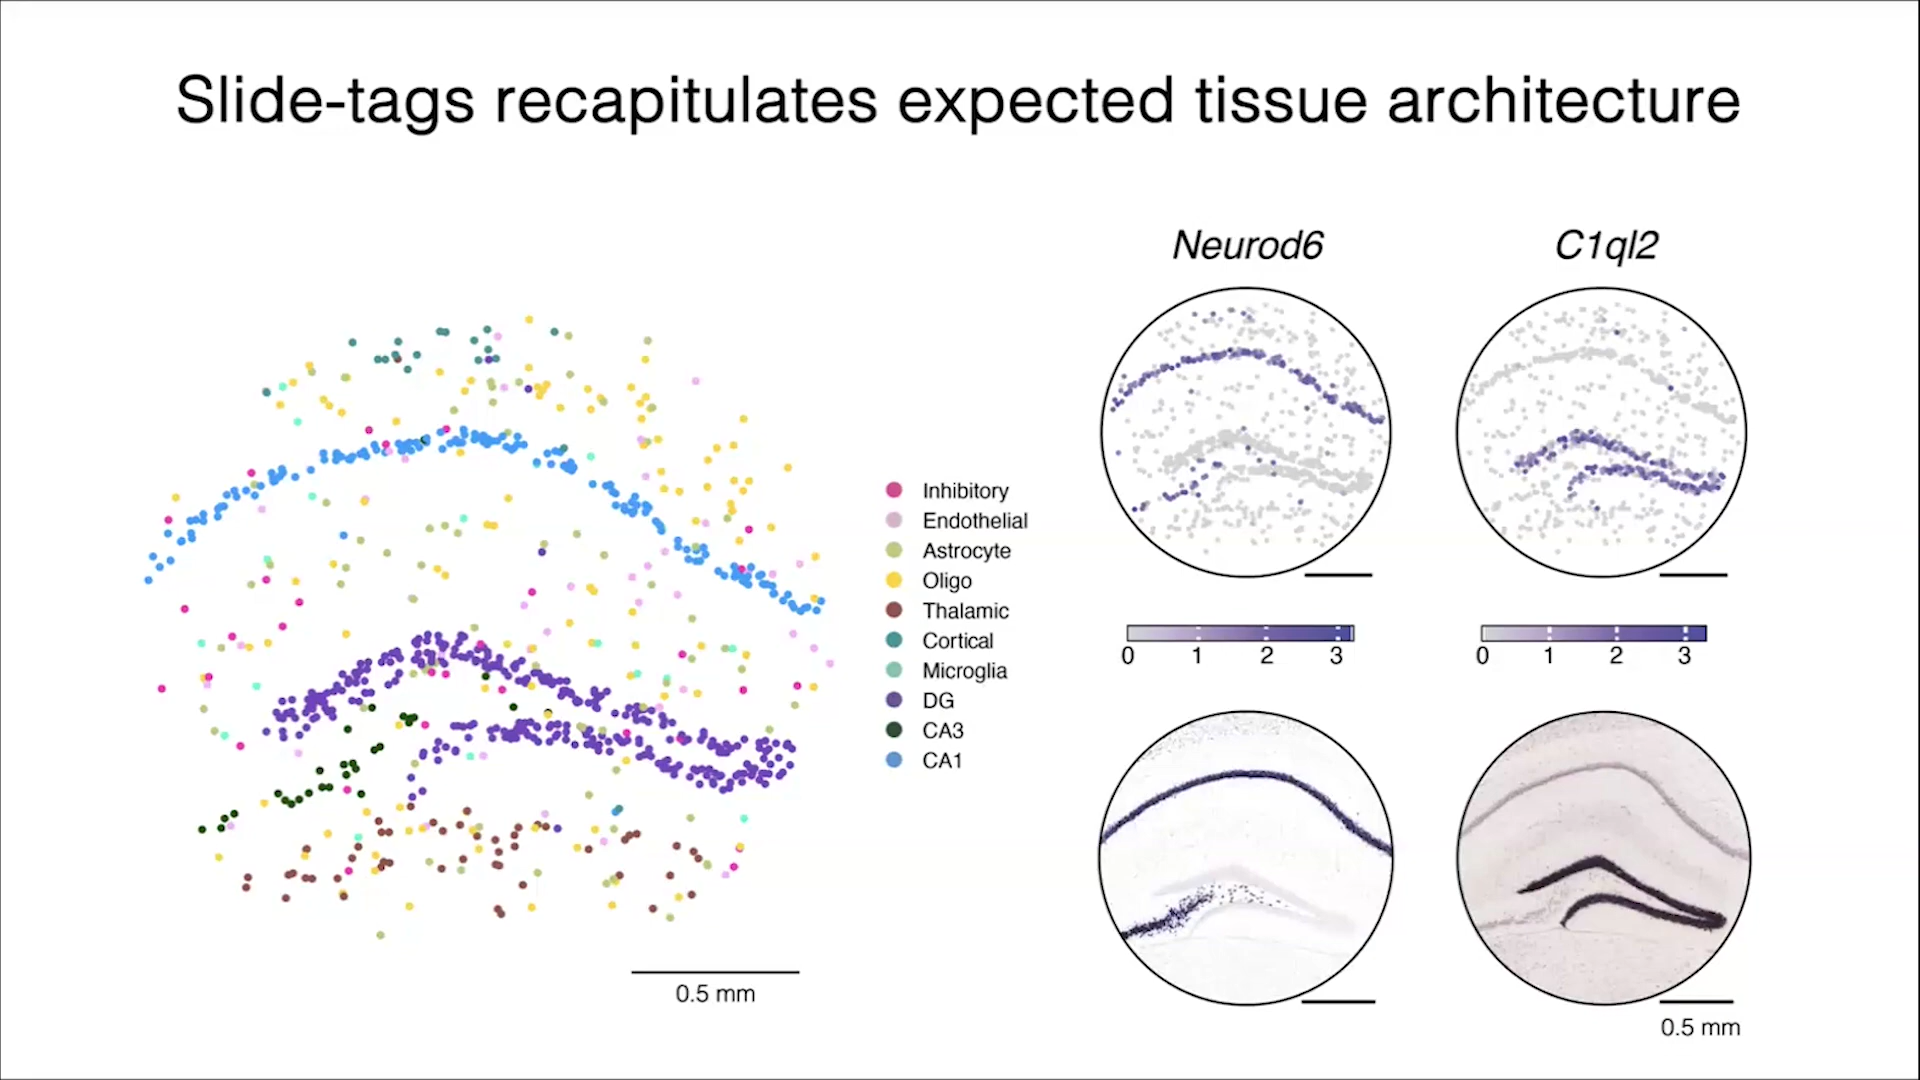 Slide-tags recapitulates expected tissue architecture
Neurod6
C1ql2
Inhibitory
Endothelial
Astrocyte
Oligo
Thalamic
Cortical
Microglia
DG
CA3
CA1
0 1 2 3
0 1 2 3
0.5 mm
0.5 mm